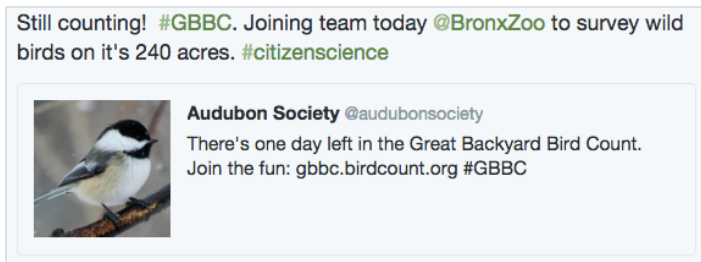 Still counting! #GBBC. Joining team today @BronxZoo to survey wild
birds on it's 240 acres. #citizenscience
Audubon Society @audubonsociety
There's one day left in the Great Backyard Bird Count.
Join the fun: gbbc.birdcount.org #GBBC